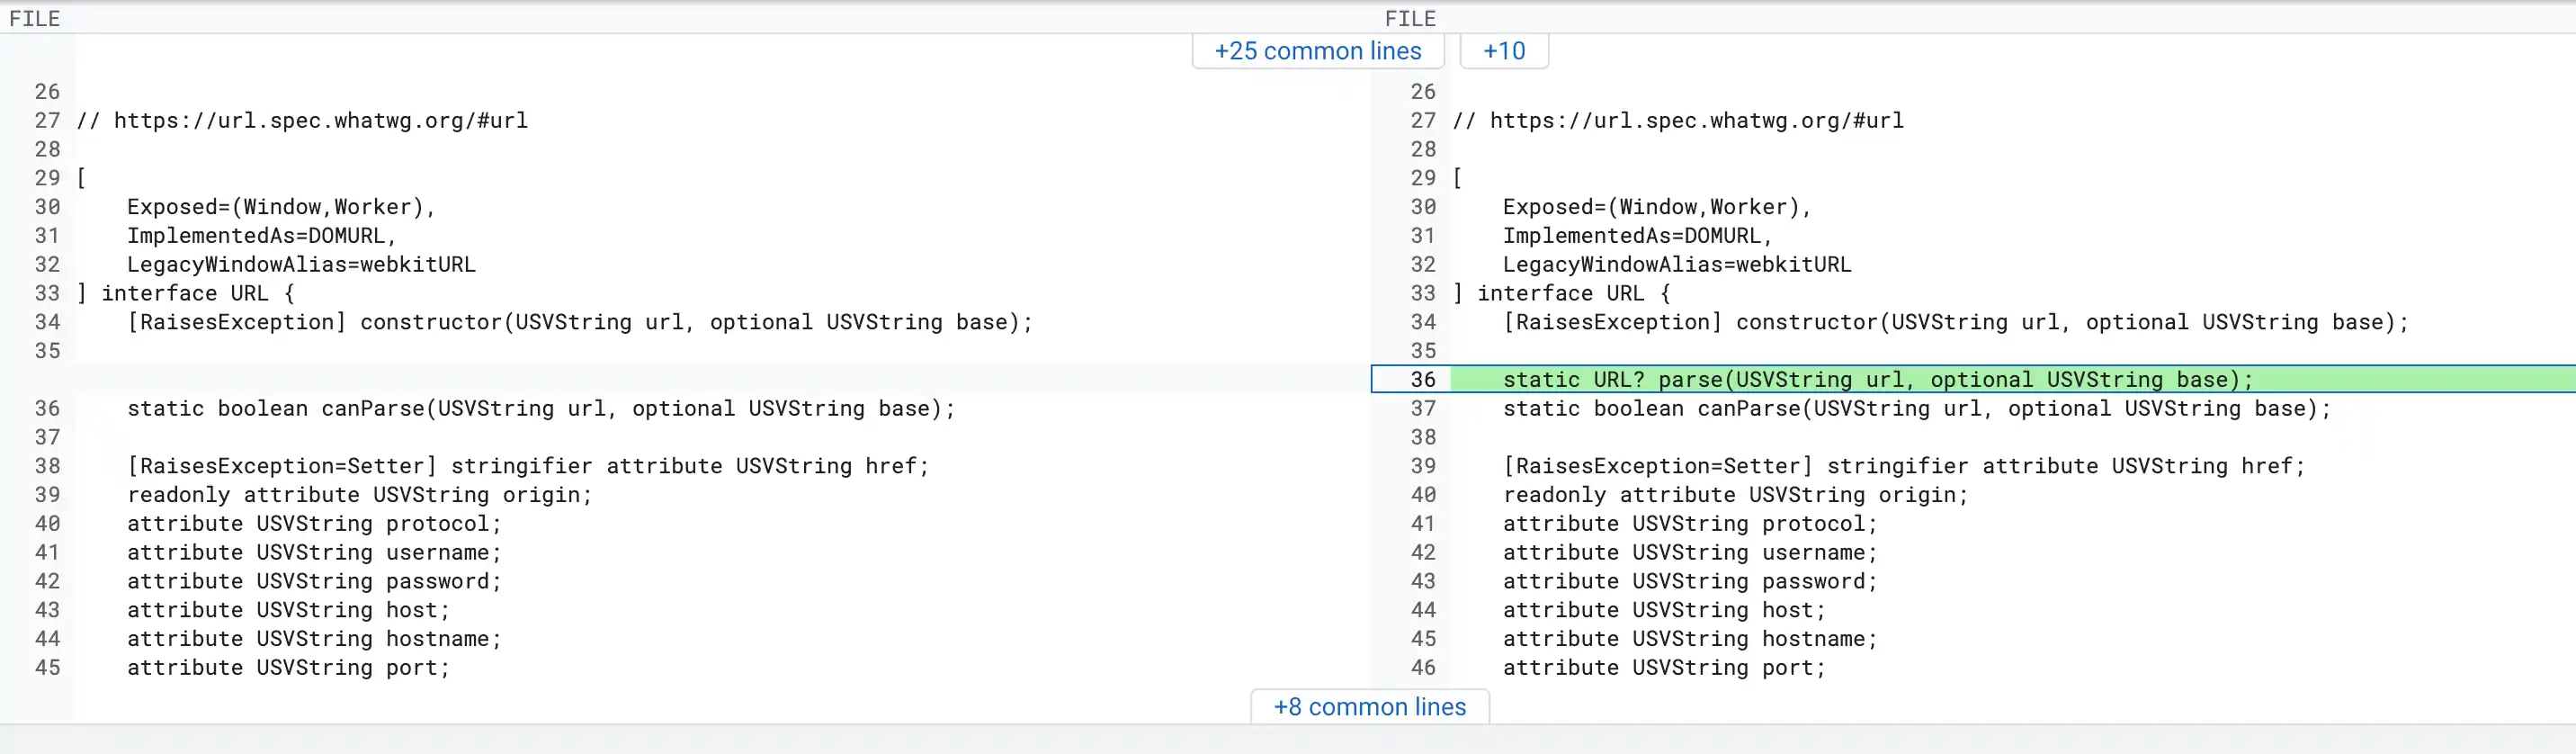 FILE
FILE
+25 common lines
+10
26
27 // https://url.spec.whatwg.org/#url
28
29 [
30     Exposed=(Window,Worker),
31     ImplementedAs=DOMURL,
32     LegacyWindowAlias=webkitURL
33 ] interface URL {
34     [RaisesException] constructor(USVString url, optional USVString base);
35
36     static boolean canParse(USVString url, optional USVString base);
37
38     [RaisesException=Setter] stringifier attribute USVString href;
39     readonly attribute USVString origin;
40     attribute USVString protocol;
41     attribute USVString username;
42     attribute USVString password;
43     attribute USVString host;
44     attribute USVString hostname;
45     attribute USVString port;
26
27 // https://url.spec.whatwg.org/#url
28
29 [
30     Exposed=(Window,Worker),
31     ImplementedAs=DOMURL,
32     LegacyWindowAlias=webkitURL
33 ] interface URL {
34     [RaisesException] constructor(USVString url, optional USVString base);
35
36     static URL? parse(USVString url, optional USVString base);
37     static boolean canParse(USVString url, optional USVString base);
38
39     [RaisesException=Setter] stringifier attribute USVString href;
40     readonly attribute USVString origin;
41     attribute USVString protocol;
42     attribute USVString username;
43     attribute USVString password;
44     attribute USVString host;
45     attribute USVString hostname;
46     attribute USVString port;
+8 common lines